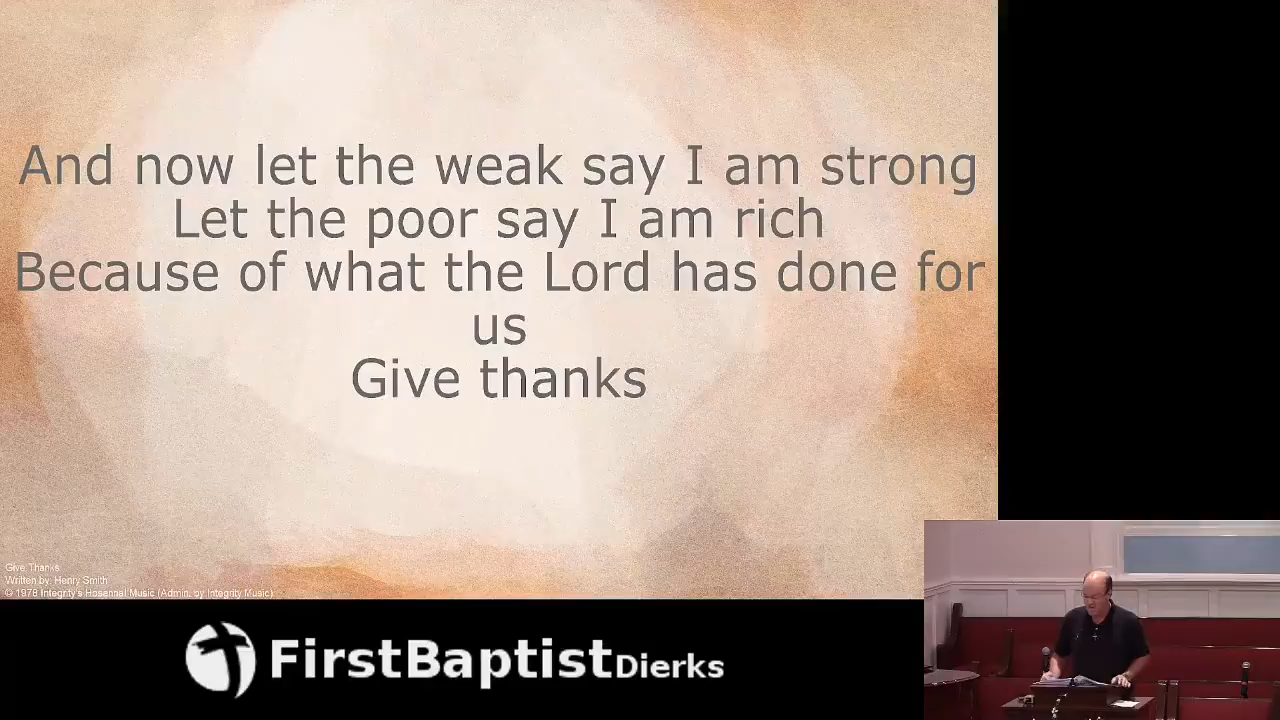 And now let the weak say I am strong
Let the poor say I am rich
Because of what the Lord has done for
us
Give thanks
Give Thanks
Written by: Henry Smith
© 1978 Integrity's Hosanna! Music (Admin. by Integrity Music)
FirstBaptistDierks